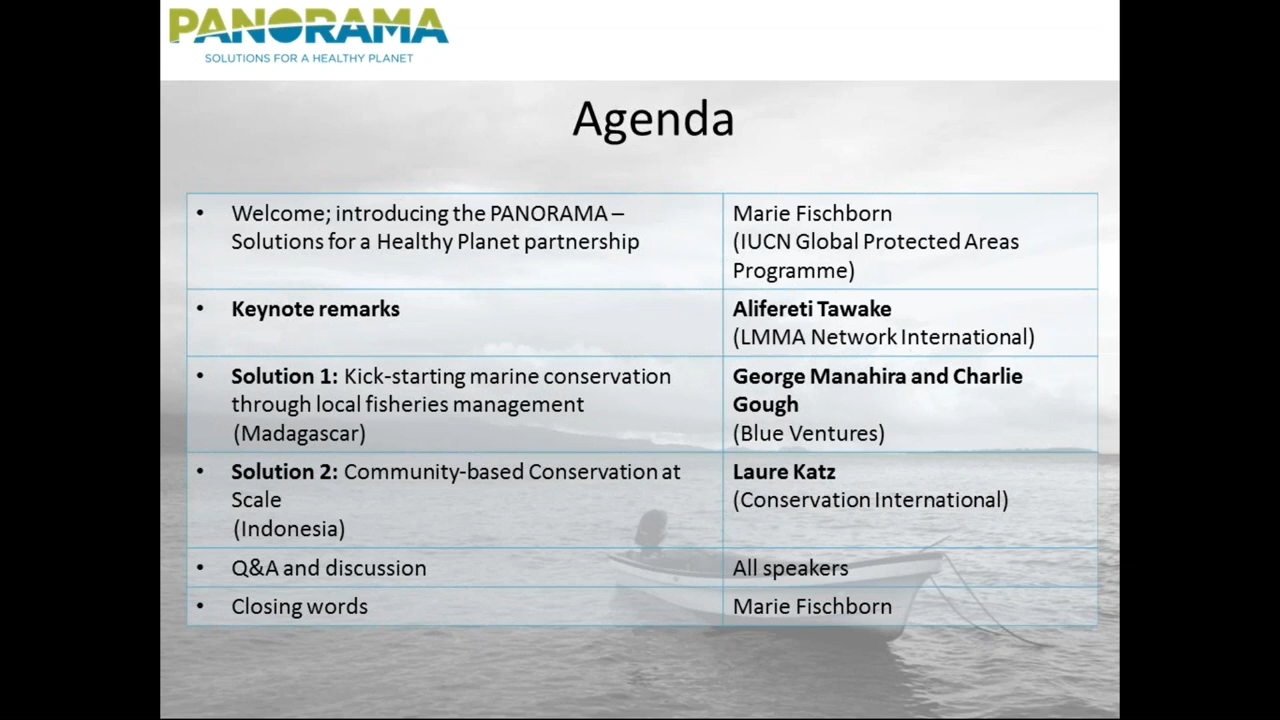 PANORAMA
SOLUTIONS FOR A HEALTHY PLANET
Agenda
• Welcome; introducing the PANORAMA –
Solutions for a Healthy Planet partnership
Marie Fischborn
(IUCN Global Protected Areas
Programme)
• Keynote remarks
Alifereti Tawake
(LMMA Network International)
• Solution 1: Kick-starting marine conservation
through local fisheries management
(Madagascar)
George Manahira and Charlie
Gough
(Blue Ventures)
• Solution 2: Community-based Conservation at
Scale
(Indonesia)
Laure Katz
(Conservation International)
• Q&A and discussion
All speakers
• Closing words
Marie Fischborn